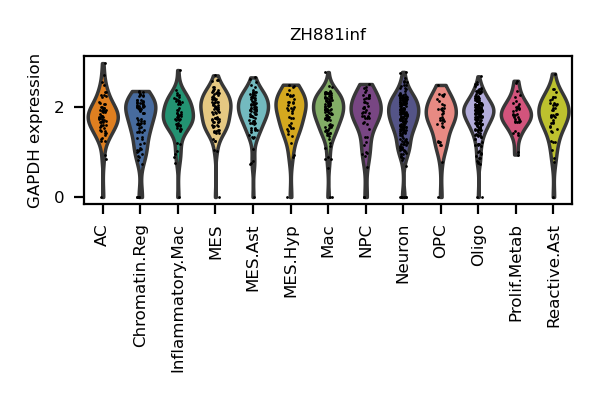 ZH881inf
GAPDH expression
2
0
AC
Chromatin.Reg
Inflammatory.Mac
MES
MES.Ast
MES.Hyp
Mac
NPC
Neuron
OPC
Oligo
Prolif.Metab
Reactive.Ast